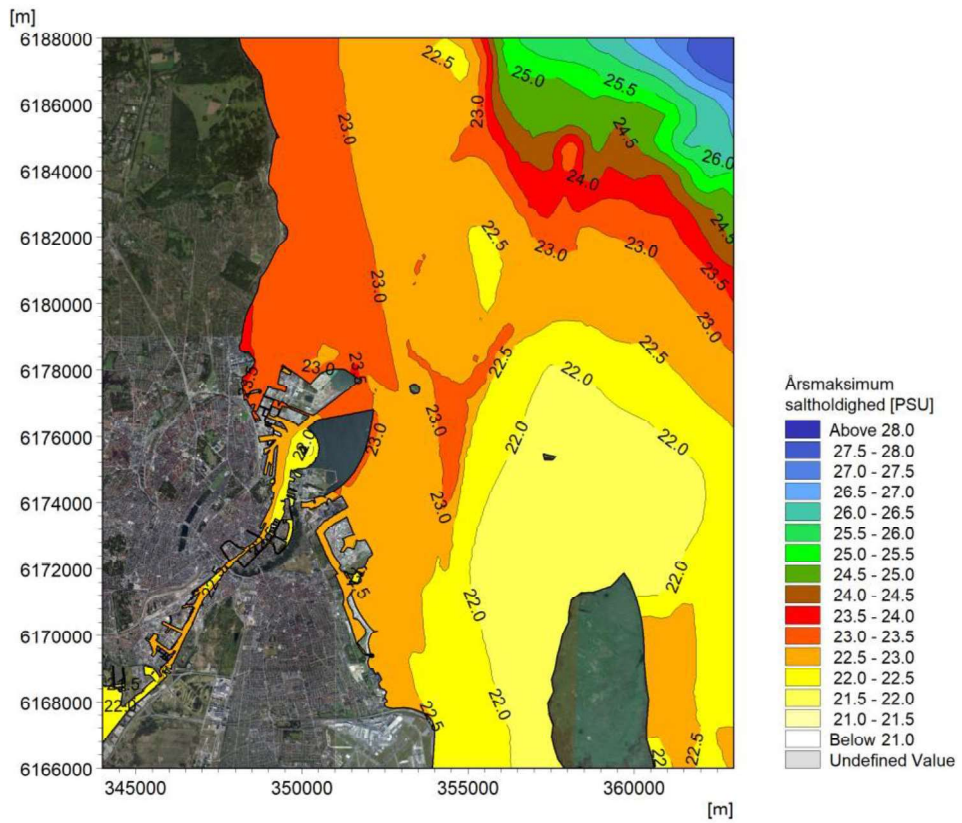 [m]
6188000
6186000
6184000
6182000
6180000
6178000
6176000
6174000
6172000
6170000
6168000
6166000
345000 350000 355000 360000
[m]
22.5
25.0
25.5
23.0
23.0
24.5
26.0
24.0
24.5
22.5
23.0
23.0
23.5
23.0
23.0
22.5
22.5
23.0
22.0
23.0
22.0
23.0
22.0
22.0
23.0
22.0
22.0
22.5
22.0
22.0
22.5
22.5
Årsmaksimum
saltholdighed [PSU]
Above 28.0
27.5 - 28.0
27.0 - 27.5
26.5 - 27.0
26.0 - 26.5
25.5 - 26.0
25.0 - 25.5
24.5 - 25.0
24.0 - 24.5
23.5 - 24.0
23.0 - 23.5
22.5 - 23.0
22.0 - 22.5
21.5 - 22.0
21.0 - 21.5
Below 21.0
Undefined Value